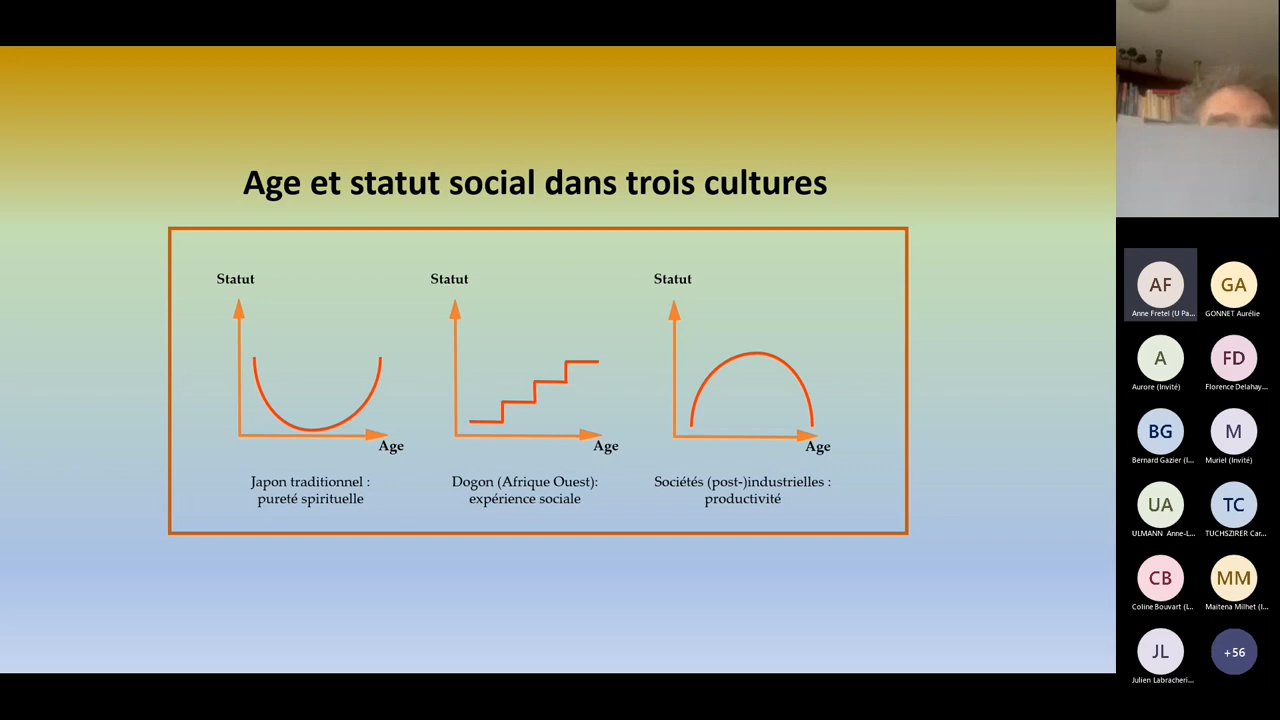 Age et statut social dans trois cultures
Statut
Statut
Statut
Age
Age
Age
Japon traditionnel :
pureté spirituelle
Dogon (Afrique Ouest):
expérience sociale
Sociétés (post-)industrielles :
productivité
AF
Anne Fretel (U Pa...
GA
GONNET Aurélie
A
Aurore (Invité)
FD
Florence Delahay...
BG
Bernard Gazier (I...
M
Muriel (Invité)
UA
ULMANN Anne-L...
TC
TUCHSZIRER Car...
CB
Coline Bouvart (I...
MM
Maitena Milhet (I...
JL
Julien Labracheri...
+56